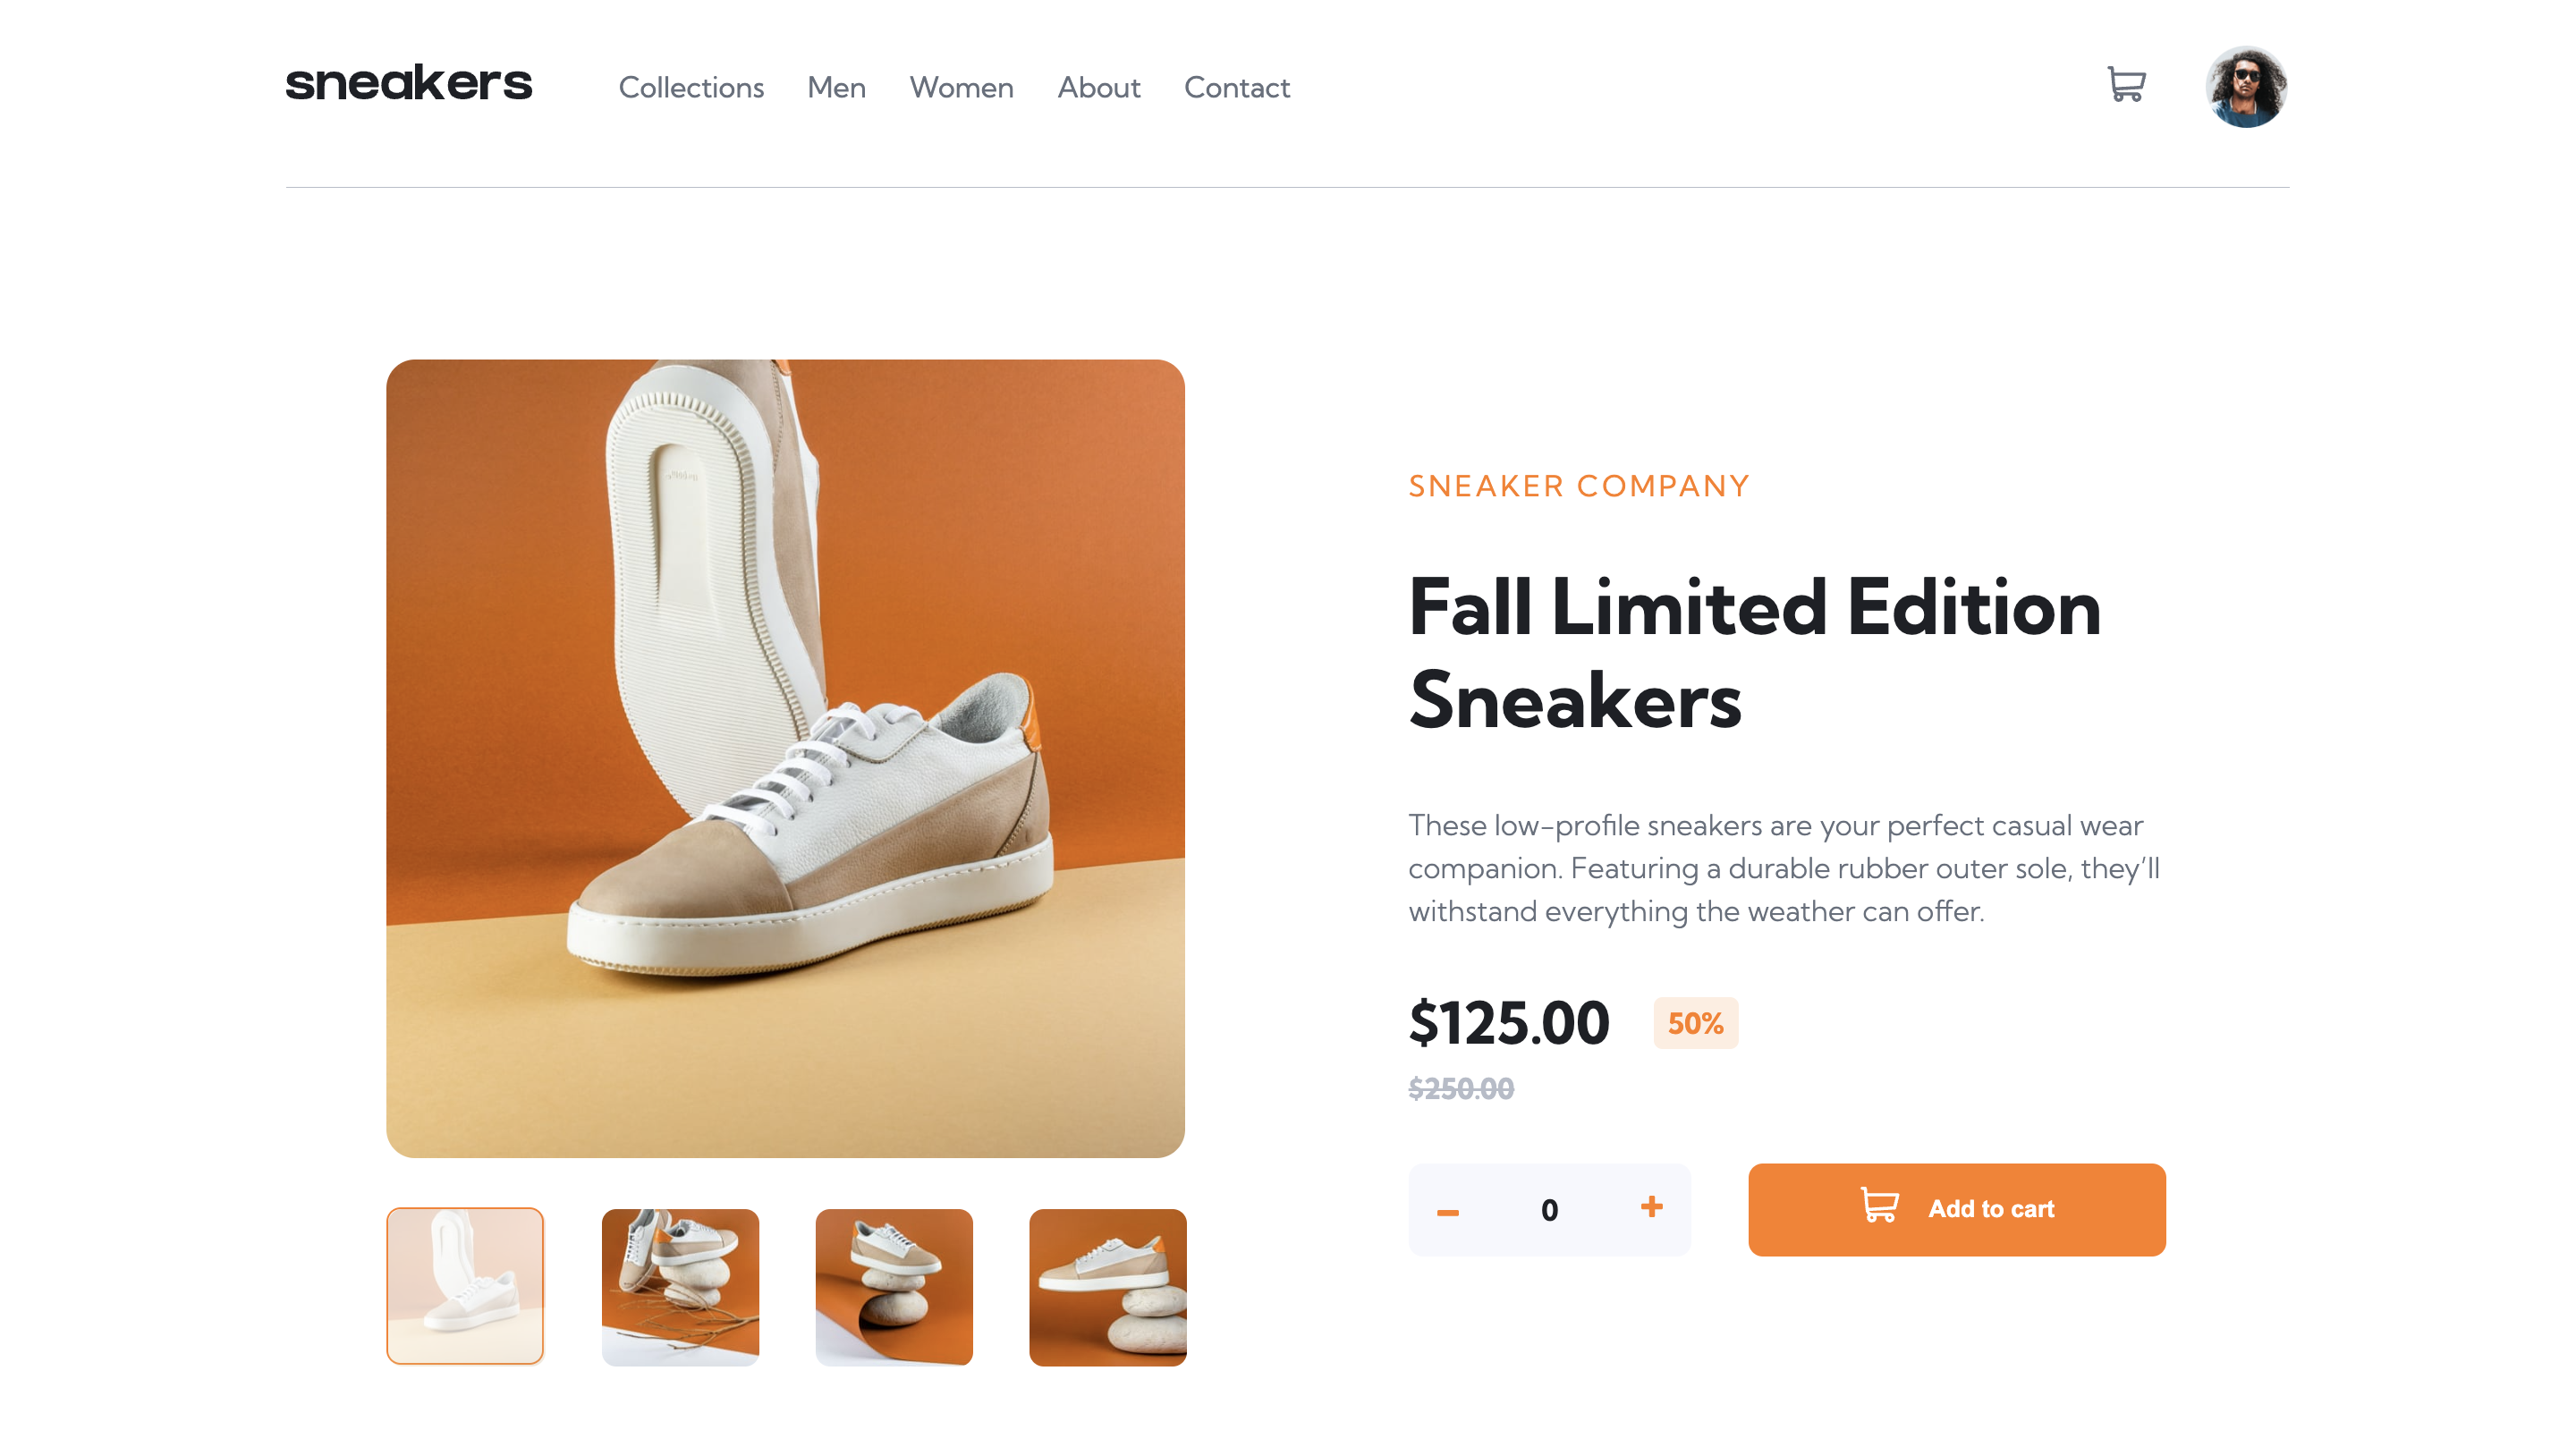 sneakers
Collections Men Women About Contact
SNEAKER COMPANY
Fall Limited Edition
Sneakers
These low-profile sneakers are your perfect casual wear
companion. Featuring a durable rubber outer sole, they’ll
withstand everything the weather can offer.
$125.00 50%
$250.00
– 0 +
Add to cart